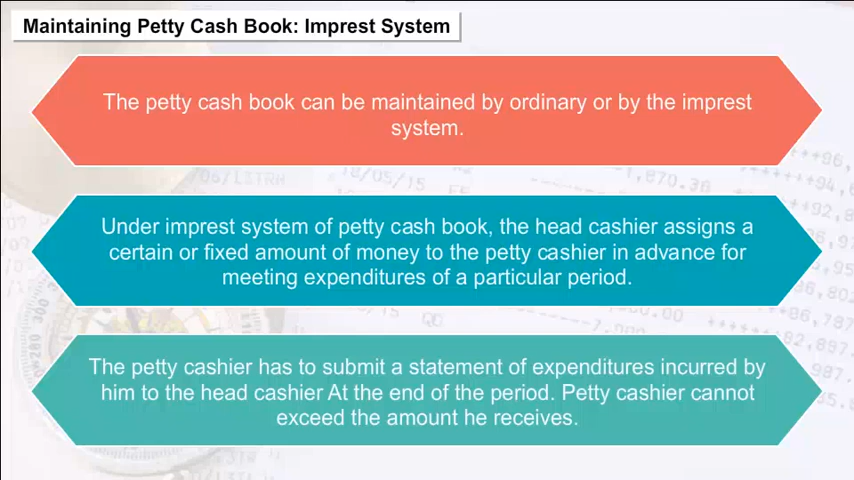 Maintaining Petty Cash Book: Imprest System
The petty cash book can be maintained by ordinary or by the imprest
system.
Under imprest system of petty cash book, the head cashier assigns a
certain or fixed amount of money to the petty cashier in advance for
meeting expenditures of a particular period.
The petty cashier has to submit a statement of expenditures incurred by
him to the head cashier At the end of the period. Petty cashier cannot
exceed the amount he receives.